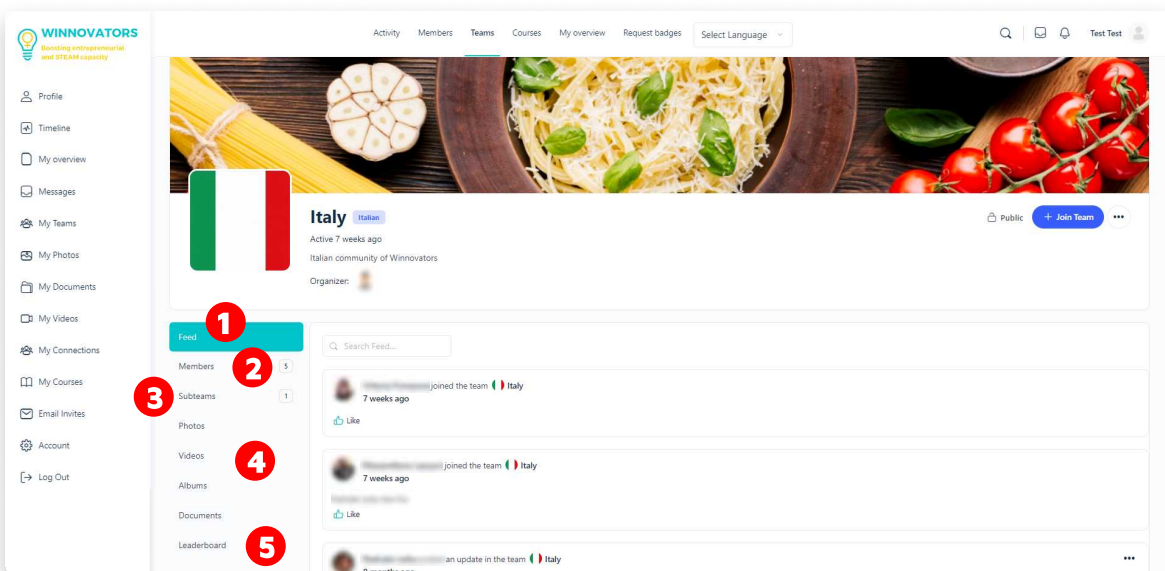 WINNOVATORS
Boosting entrepreneurial
and STEAM capacity
Activity Members Teams Courses My overview Request badges Select Language
Test Test
Profile
Timeline
My overview
Messages
My Teams
My Photos
My Documents
My Videos
My Connections
My Courses
Email Invites
Account
Log Out
Italy Italian
Active 7 weeks ago
Italian community of Winnovators
Organizer:
Public + Join Team
1
Feed
2
Members 5
3
Subteams 1
Photos
Videos
4
Albums
Documents
Leaderboard
5
Search Feed...
joined the team Italy
7 weeks ago
Like
joined the team Italy
7 weeks ago
Like
an update in the team Italy